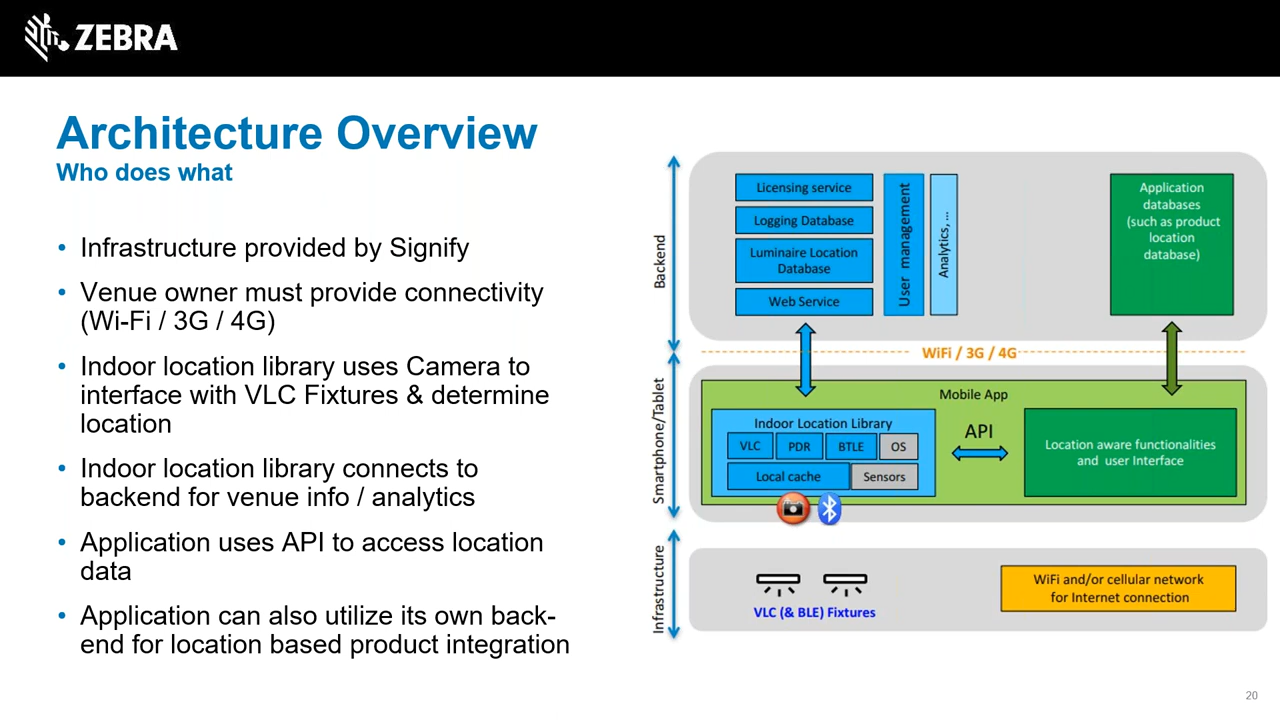 ZEBRA
Architecture Overview
Who does what
• Infrastructure provided by Signify
• Venue owner must provide connectivity
(Wi-Fi / 3G / 4G)
• Indoor location library uses Camera to
interface with VLC Fixtures & determine
location
• Indoor location library connects to
backend for venue info / analytics
• Application uses API to access location
data
• Application can also utilize its own back-
end for location based product integration
Backend
Licensing service
Logging Database
Luminaire Location
Database
Web Service
User management
Analytics, ...
Application
databases
(such as product
location
database)
WiFi / 3G / 4G
Smartphone/Tablet
Mobile App
Indoor Location Library
VLC
PDR
BTLE
OS
Local cache
Sensors
API
Location aware functionalities
and user Interface
Infrastructure
VLC (& BLE) Fixtures
WiFi and/or cellular network
for Internet connection
20